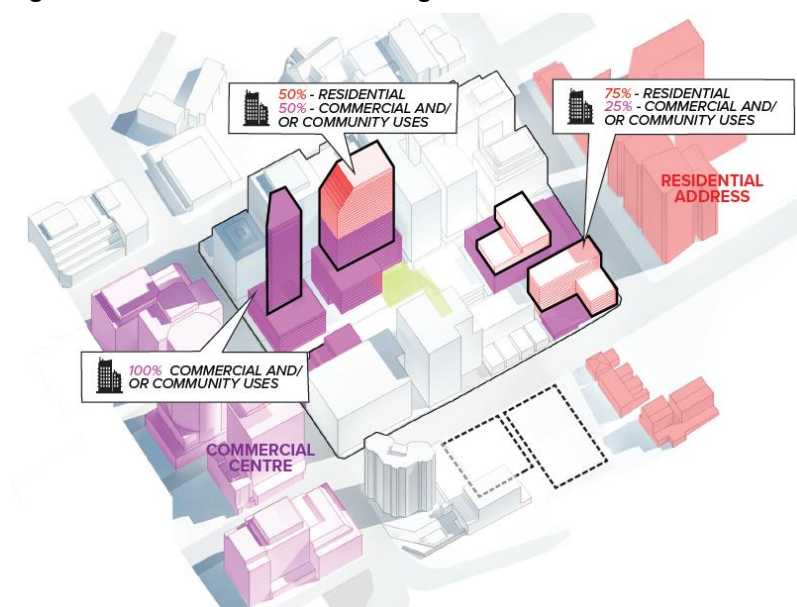 50% - RESIDENTIAL
50% - COMMERCIAL AND/
OR COMMUNITY USES
75% - RESIDENTIAL
25% - COMMERCIAL AND/
OR COMMUNITY USES
RESIDENTIAL
ADDRESS
100% COMMERCIAL AND/
OR COMMUNITY USES
COMMERCIAL
CENTRE